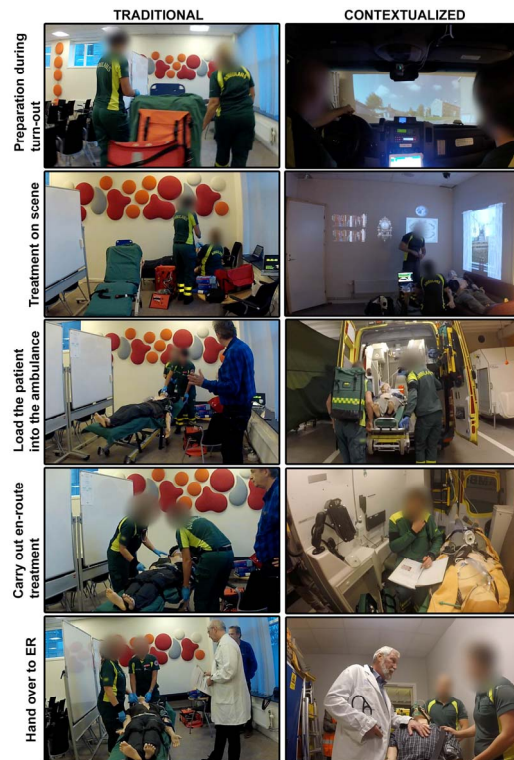 TRADITIONAL
CONTEXTUALIZED
Preparation during
turn-out
Treatment on scene
Load the patient
into the ambulance
Carry out en-route
treatment
Hand over to ER